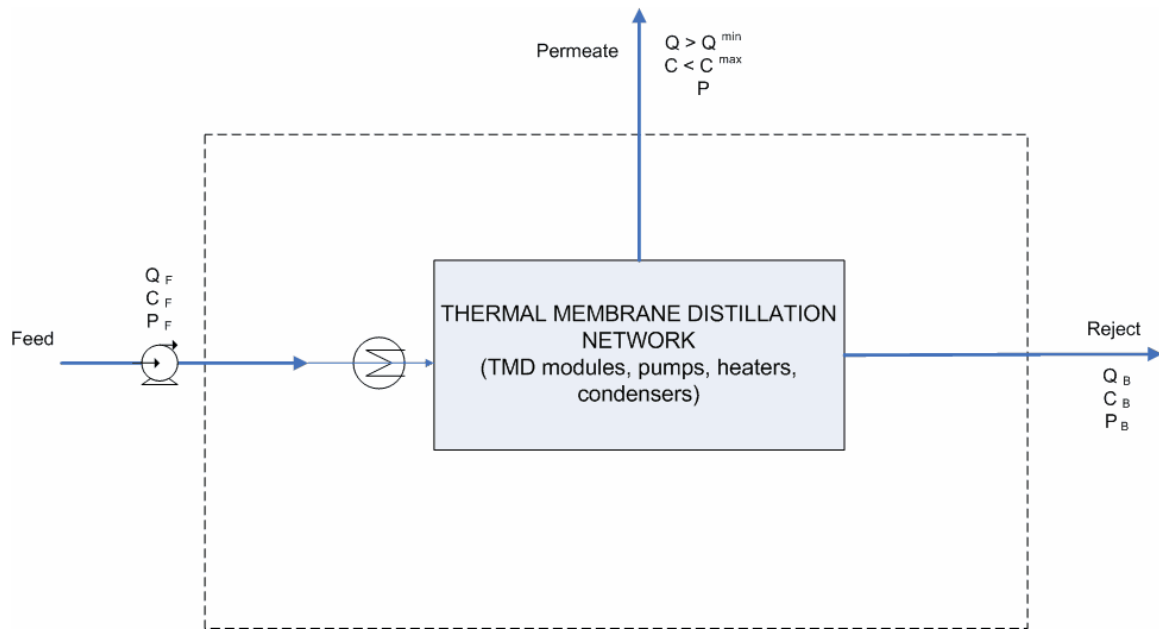 Permeate
Q > Q min
C < C max
P
Q F
C F
P F
Feed
THERMAL MEMBRANE DISTILLATION
NETWORK
(TMD modules, pumps, heaters,
condensers)
Reject
Q B
C B
P B